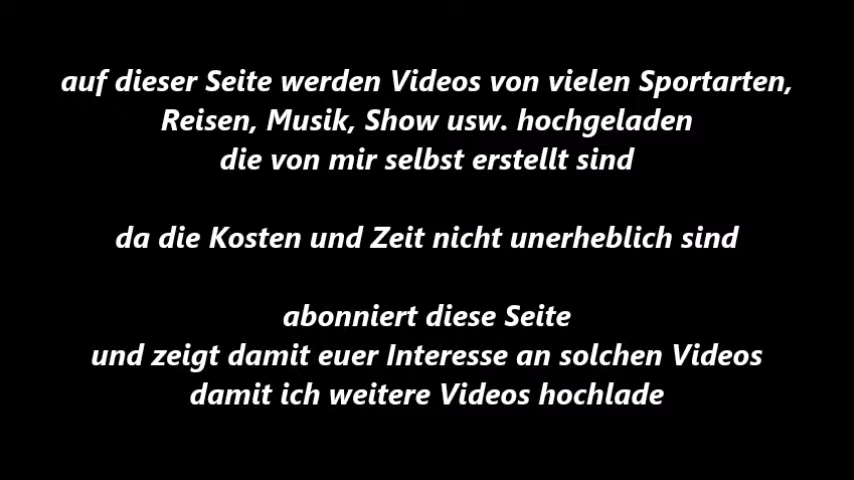 auf dieser Seite werden Videos von vielen Sportarten,
Reisen, Musik, Show usw. hochgeladen
die von mir selbst erstellt sind
da die Kosten und Zeit nicht unerheblich sind
abonniert diese Seite
und zeigt damit euer Interesse an solchen Videos
damit ich weitere Videos hochlade